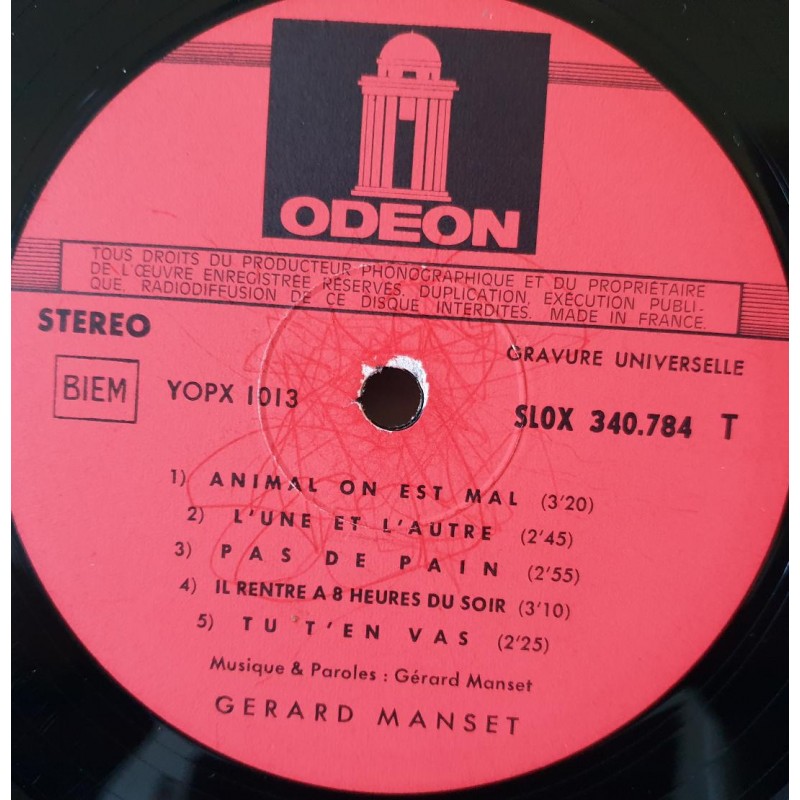 ODEON
TOUS DROITS DU PRODUCTEUR PHONOGRAPHIQUE ET DU PROPRIÉTAIRE
DE L'ŒUVRE ENREGISTRÉE RÉSERVÉS. DUPLICATION, EXÉCUTION PUBLI-
QUE, RADIODIFFUSION DE CE DISQUE INTERDITES. MADE IN FRANCE.
STEREO
GRAVURE UNIVERSELLE
BIEM YOPX 1013
SLOX 340.784 T
1) ANIMAL ON EST MAL (3'20)
2) L'UNE ET L'AUTRE (2'45)
3) PAS DE PAIN (2'55)
4) IL RENTRE A 8 HEURES DU SOIR (3'10)
5) TU T'EN VAS (2'25)
Musique & Paroles : Gérard Manset
GERARD MANSET